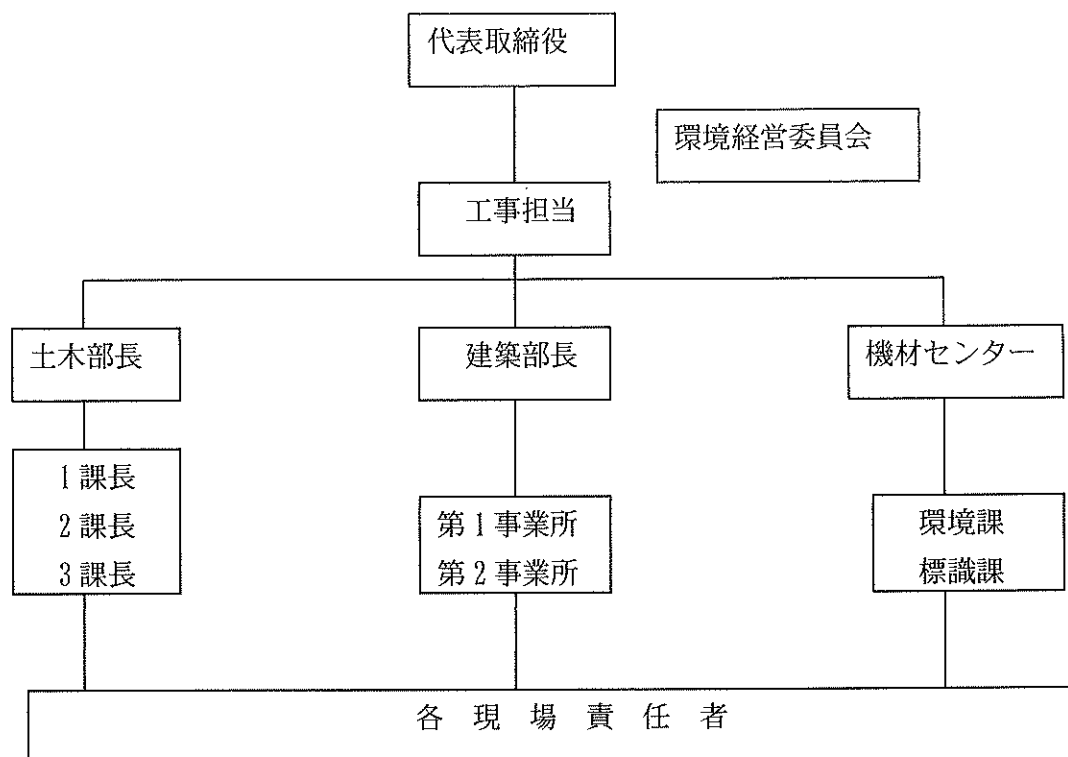 代表取締役
環境経営委員会
工事担当
土木部長
建築部長
機材センター
1課長
2課長
3課長
第1事業所
第2事業所
環境課
標識課
各現場責任者